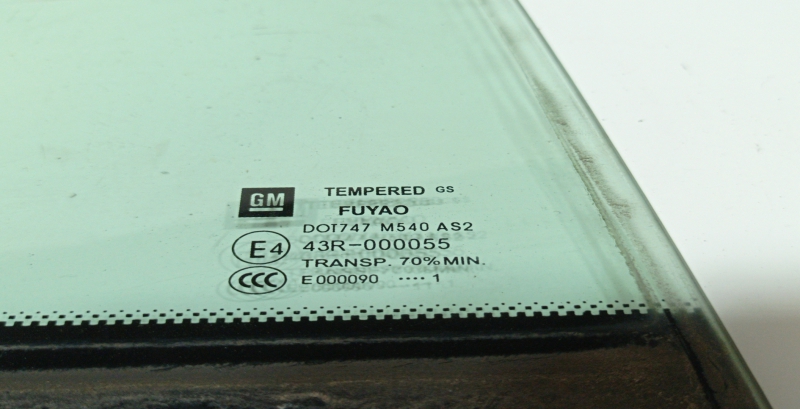 GM TEMPERED GS
FUYAO
DOT747 M540 AS2
E4 43R-000055
TRANSP. 70% MIN.
CCC E000090 •••• 1